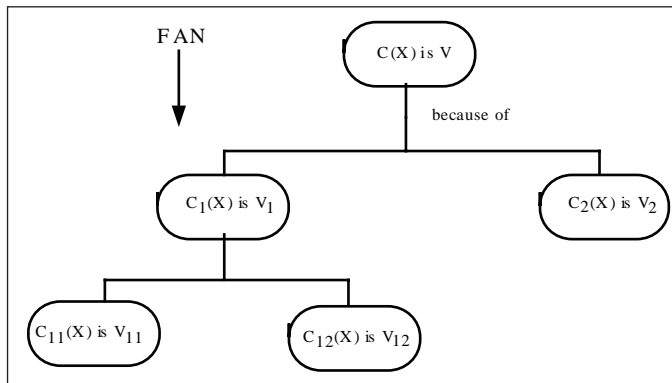 FAN
C(X) is V
because of
C₁(X) is V₁
C₂(X) is V₂
C₁₁(X) is V₁₁
C₁₂(X) is V₁₂